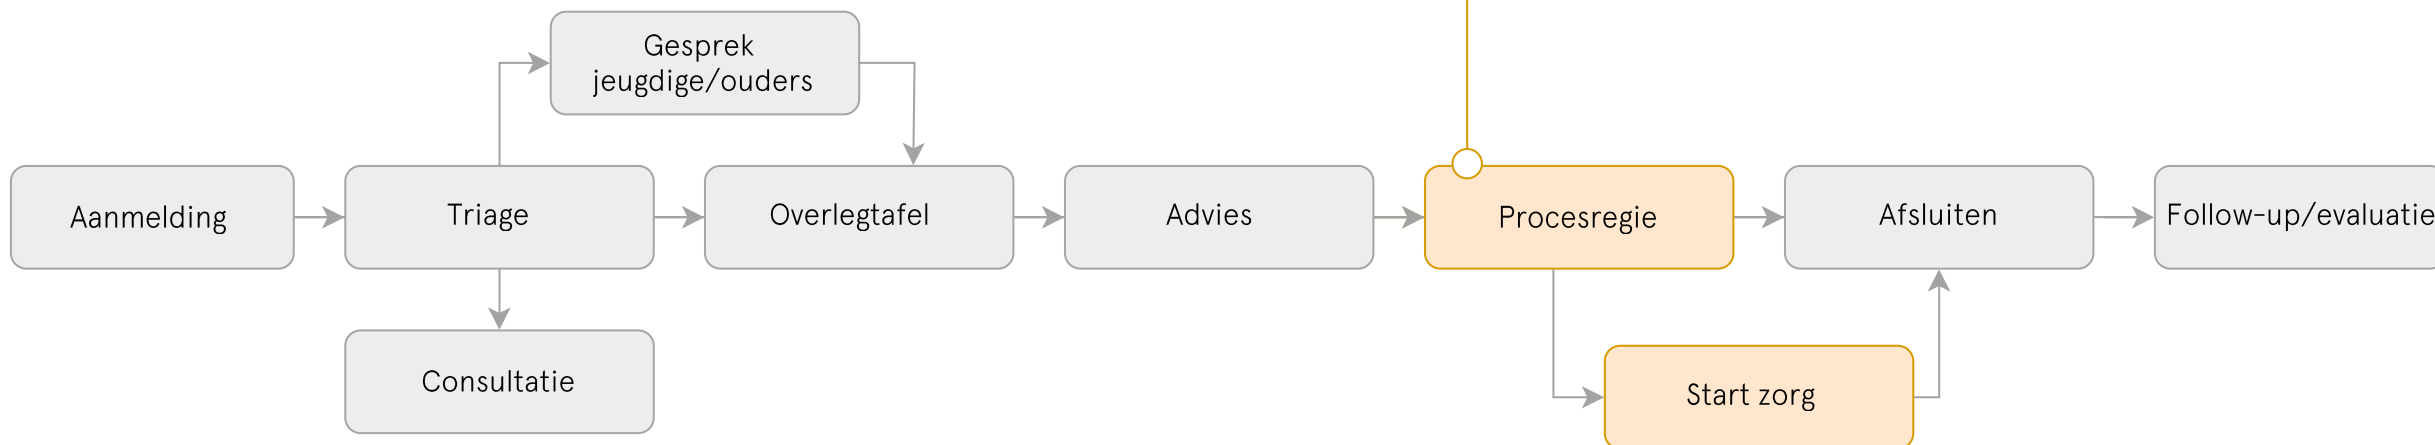 Gesprek
jeugdige/ouders
Aanmelding
Triage
Overlegtafel
Advies
Procesregie
Afsluiten
Follow-up/evaluatie
Consultatie
Start zorg